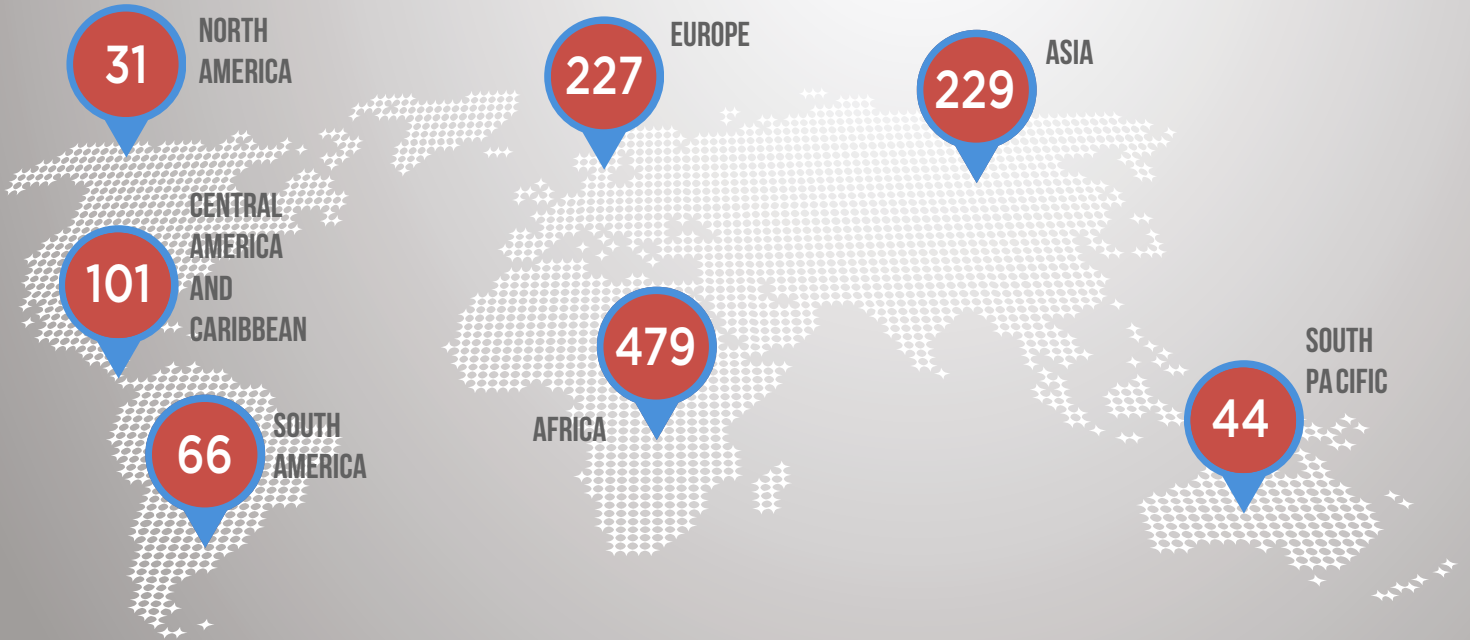 31
NORTH
AMERICA
227
EUROPE
229
ASIA
101
CENTRAL
AMERICA
AND
CARIBBEAN
479
AFRICA
66
SOUTH
AMERICA
44
SOUTH
PACIFIC